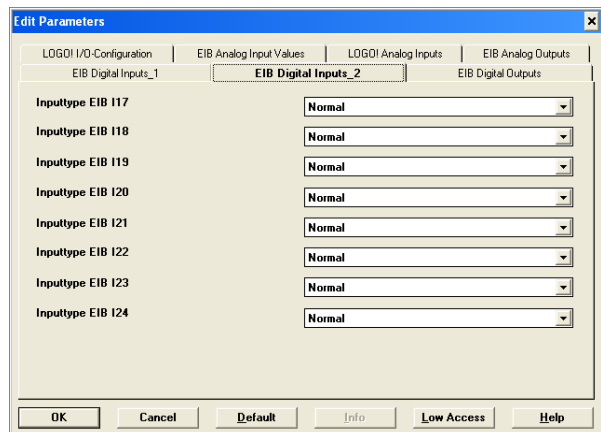 Edit Parameters
LOGO! I/O-Configuration EIB Analog Input Values LOGO! Analog Inputs EIB Analog Outputs
EIB Digital Inputs_1 EIB Digital Inputs_2 EIB Digital Outputs
Inputtype EIB I17 Normal
Inputtype EIB I18 Normal
Inputtype EIB I19 Normal
Inputtype EIB I20 Normal
Inputtype EIB I21 Normal
Inputtype EIB I22 Normal
Inputtype EIB I23 Normal
Inputtype EIB I24 Normal
OK Cancel Default Info Low Access Help